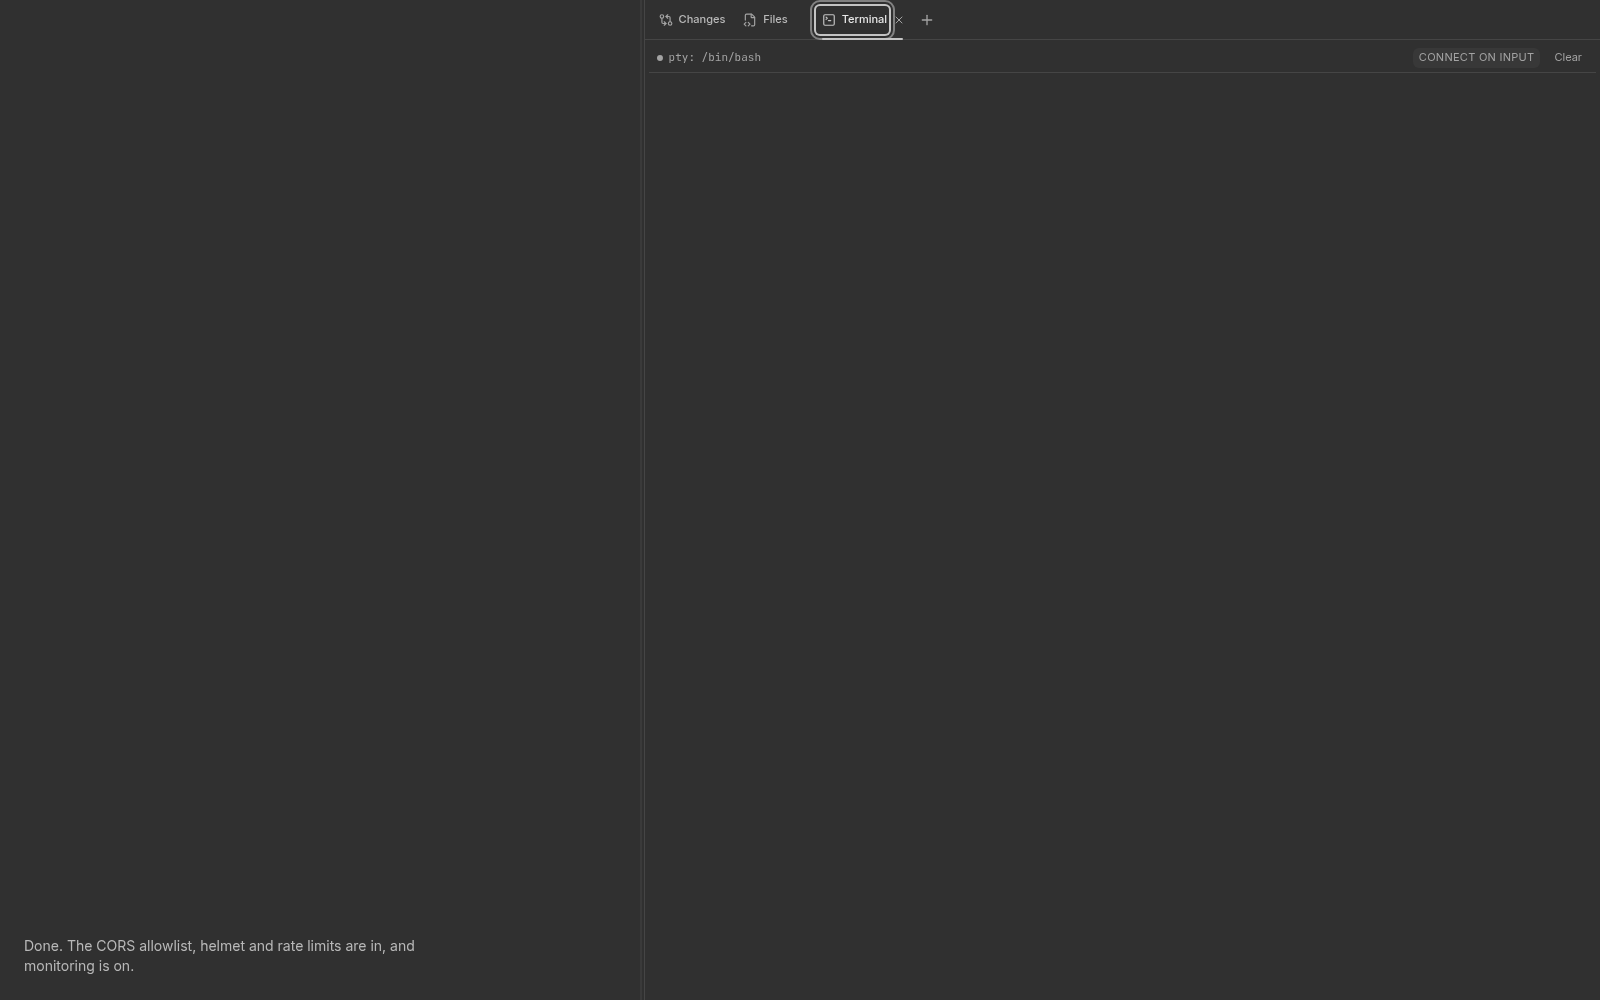 Changes Files Terminal
pty: /bin/bash CONNECT ON INPUT Clear
Done. The CORS allowlist, helmet and rate limits are in, and
monitoring is on.